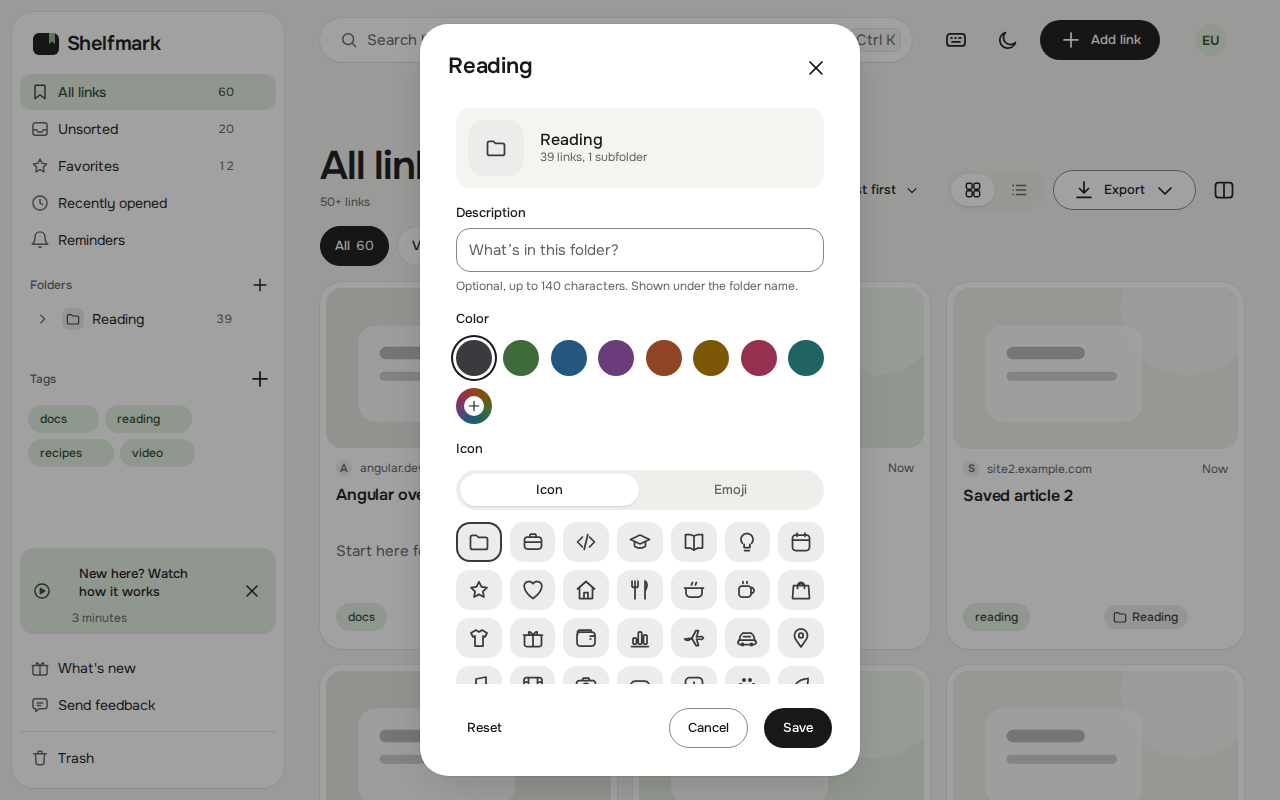 Shelfmark
All links 60
Unsorted 20
Favorites 12
Recently opened
Reminders
Folders
Reading 39
Tags
docs reading
recipes video
New here? Watch
how it works
3 minutes
What's new
Send feedback
Trash
Search
Ctrl K
Add link
EU
All
50+ links
first
Export
All 60
A angular.dev
Now
Angular
Start here
docs
S site2.example.com Now
Saved article 2
reading Reading
Reading
Reading
39 links, 1 subfolder
Description
What's in this folder?
Optional, up to 140 characters. Shown under the folder name.
Color
Icon
Icon Emoji
Reset Cancel Save